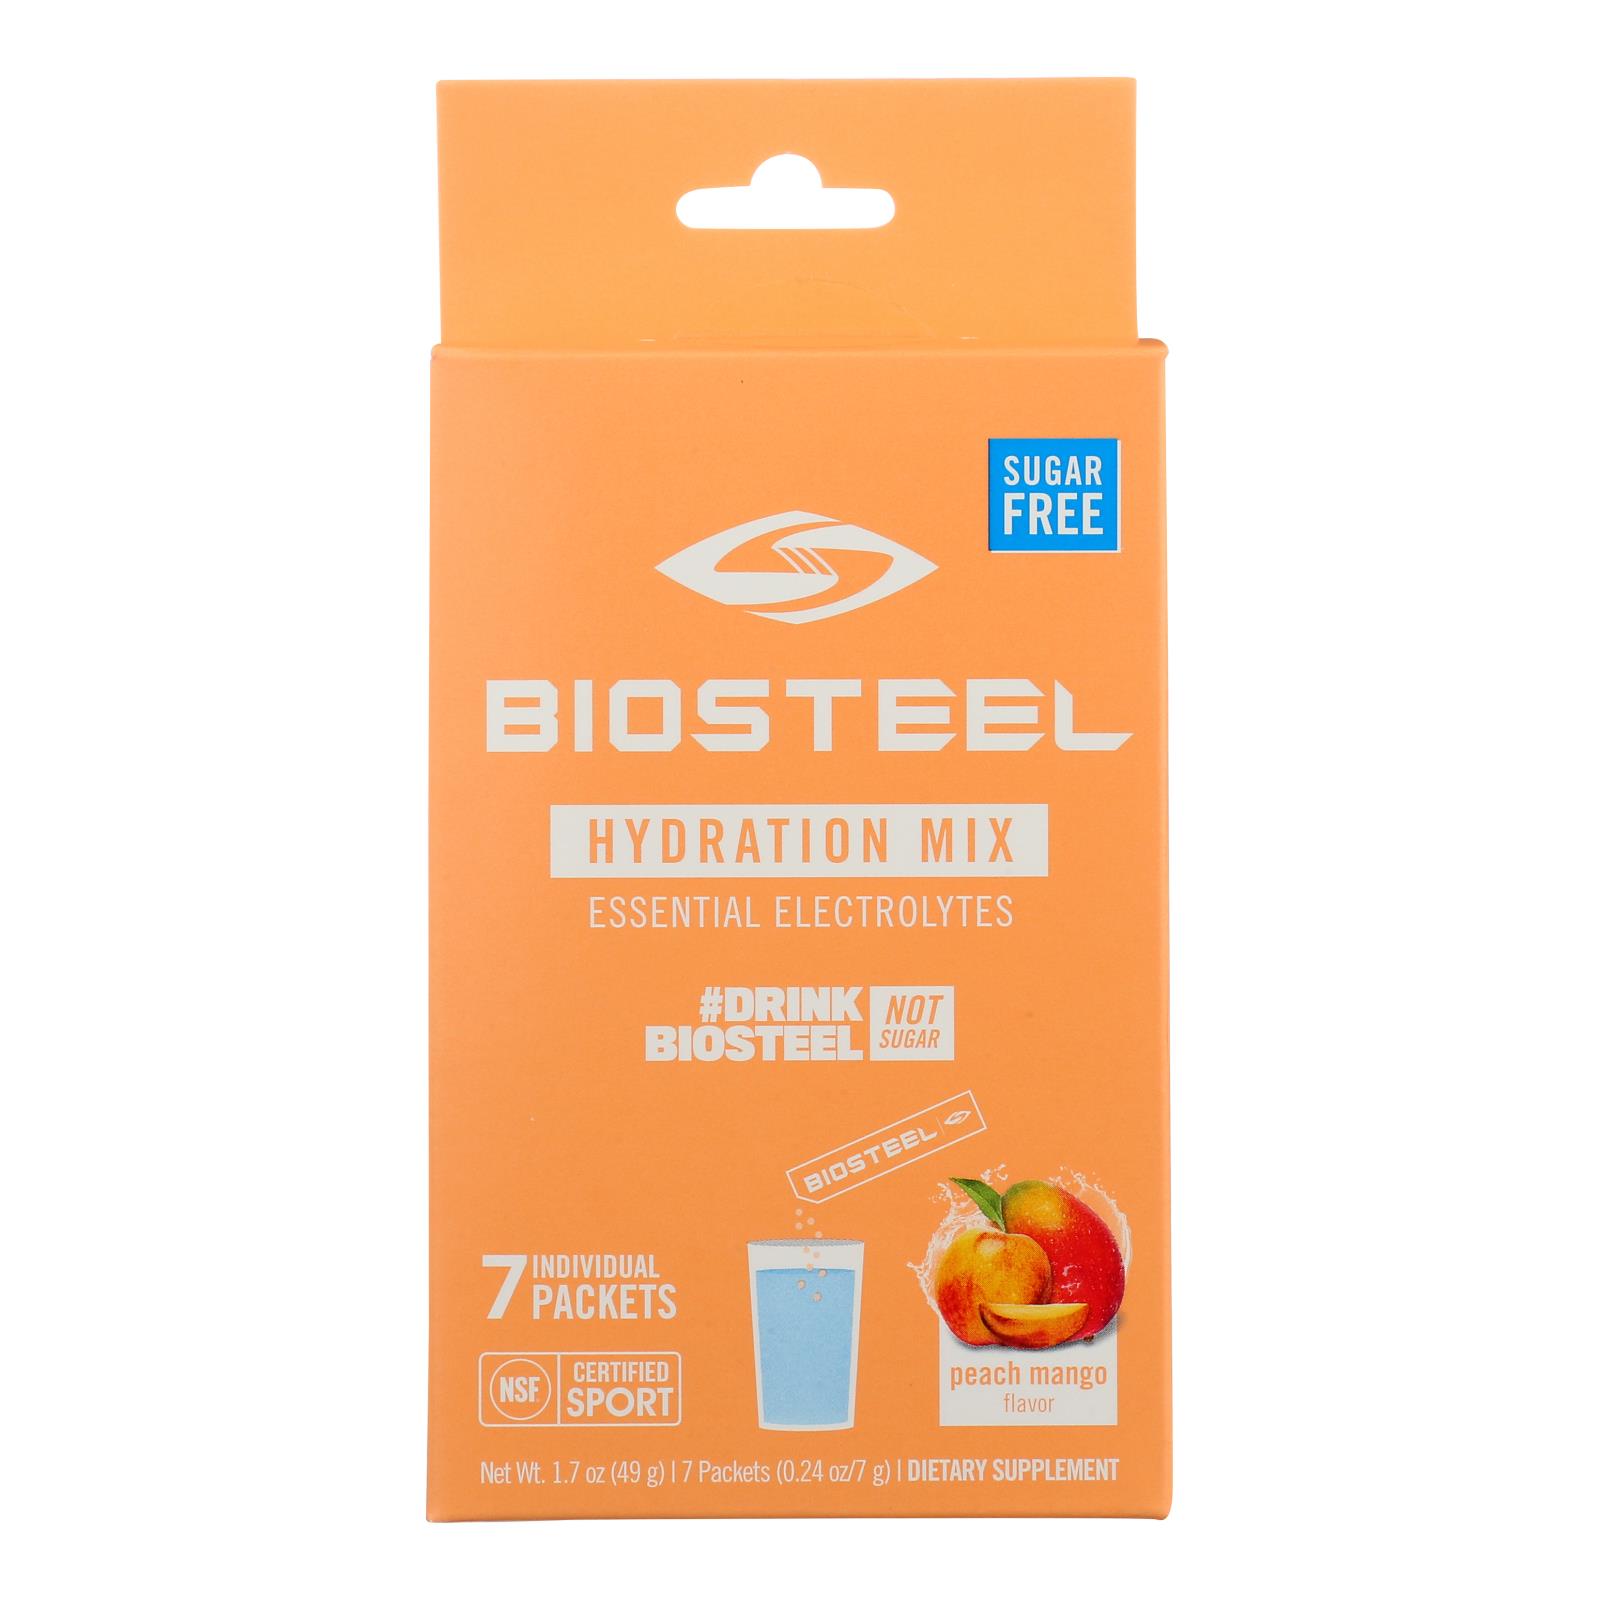 SUGAR
FREE
BIOSTEEL
HYDRATION MIX
ESSENTIAL ELECTROLYTES
#DRINK
BIOSTEEL
NOT
SUGAR
BIOSTEEL
7 INDIVIDUAL
PACKETS
NSF®
CERTIFIED
SPORT
peach mango
flavor
Net Wt. 1.7 oz (49 g) | 7 Packets (0.24 oz/7 g) | DIETARY SUPPLEMENT